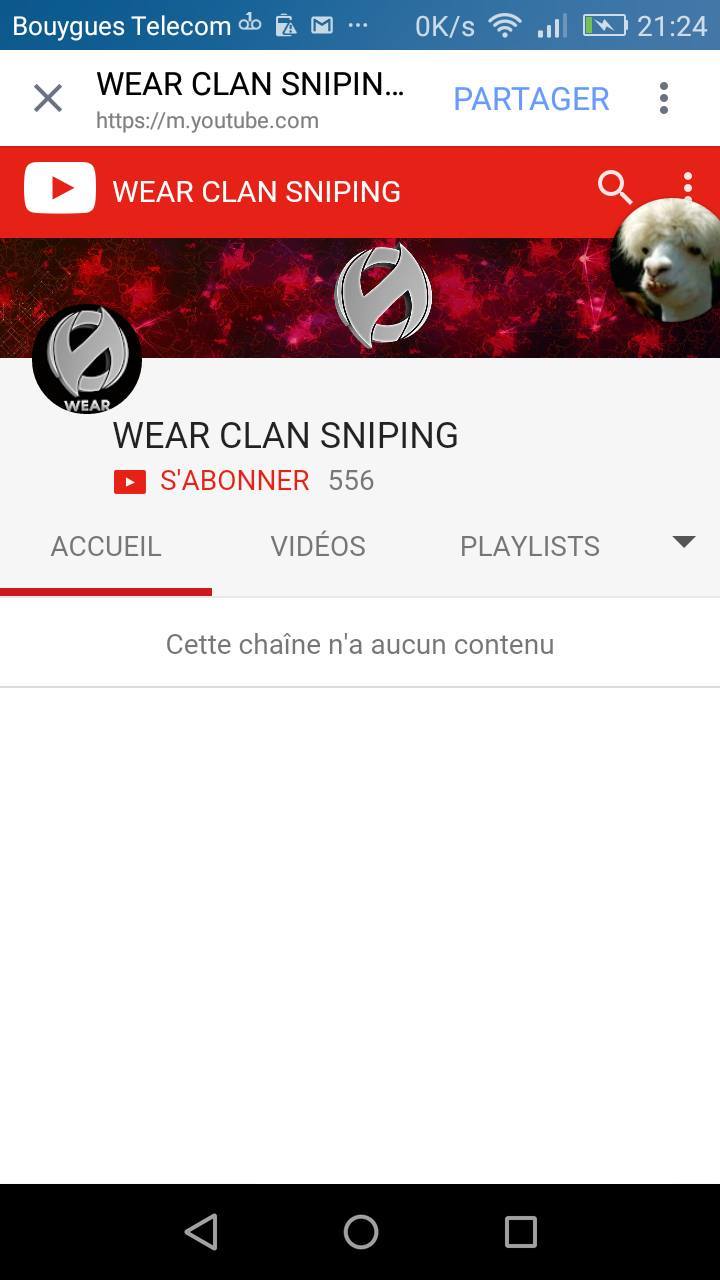 Bouygues Telecom 0K/s 21:24
WEAR CLAN SNIPIN...
PARTAGER
https://m.youtube.com
WEAR CLAN SNIPING
WEAR
WEAR CLAN SNIPING
S'ABONNER 556
ACCUEIL VIDÉOS PLAYLISTS
Cette chaîne n'a aucun contenu